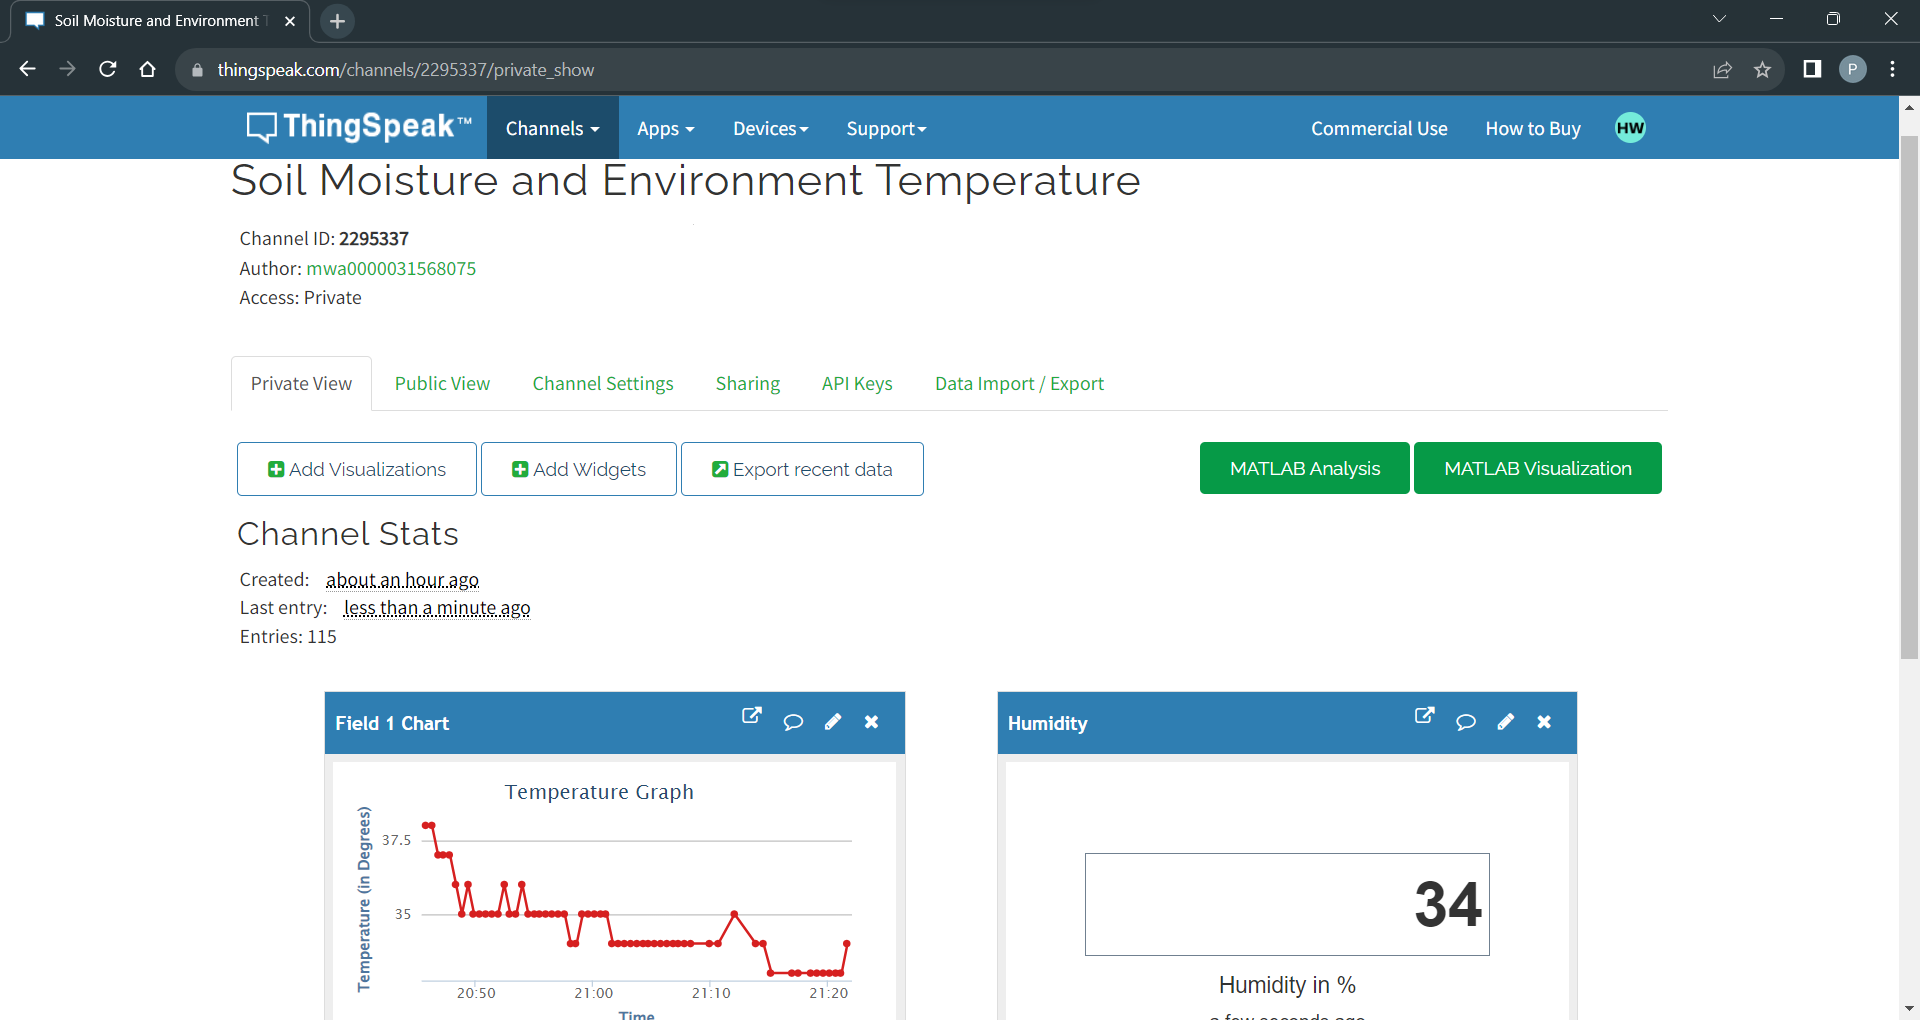 Soil Moisture and Environment
thingspeak.com/channels/2295337/private_show
P
ThingSpeak™
Channels
Apps
Devices
Support
Commercial Use
How to Buy
HW
Soil Moisture and Environment Temperature
Channel ID: 2295337
Author: mwa0000031568075
Access: Private
Private View
Public View
Channel Settings
Sharing
API Keys
Data Import / Export
Add Visualizations
Add Widgets
Export recent data
MATLAB Analysis
MATLAB Visualization
Channel Stats
Created: about an hour ago
Last entry: less than a minute ago
Entries: 115
Field 1 Chart
Temperature Graph
Temperature (in Degrees)
37.5
35
20:50
21:00
21:10
21:20
Time
Humidity
34
Humidity in %
a few seconds ago